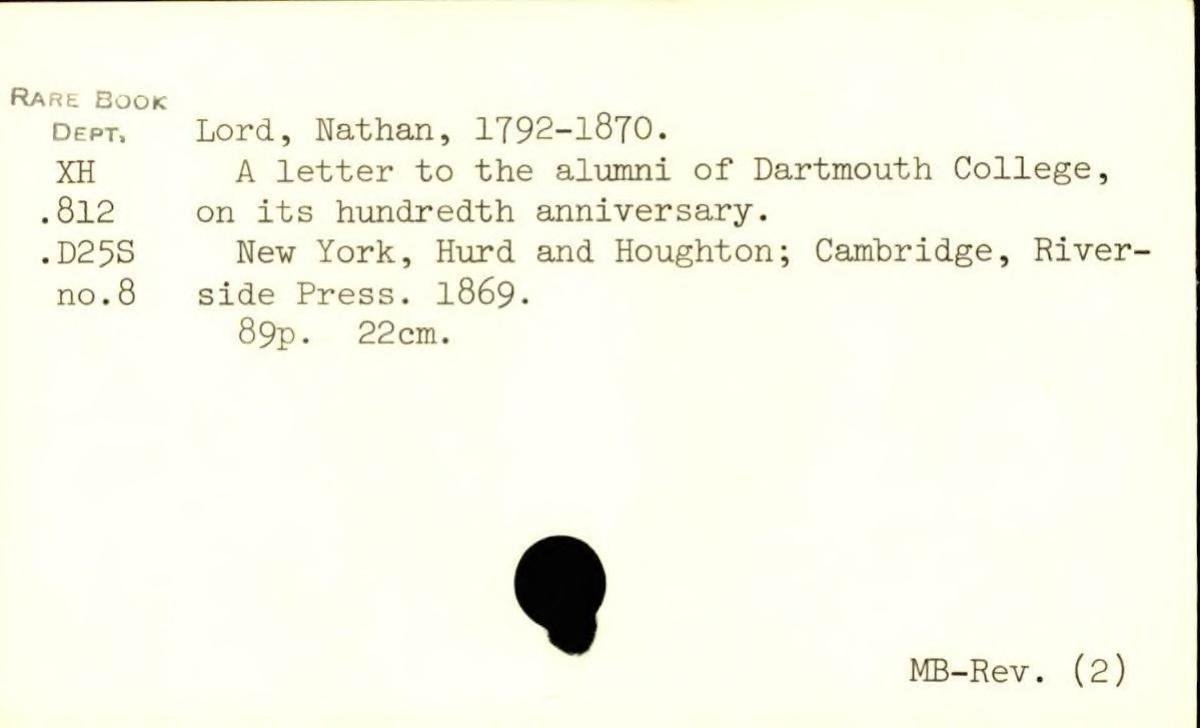 RARE BOOK
DEPT. Lord, Nathan, 1792-1870.
XH A letter to the alumni of Dartmouth College,
.812 on its hundredth anniversary.
.D25S New York, Hurd and Houghton; Cambridge, River-
no.8 side Press. 1869.
89p. 22cm.
MB-Rev. (2)